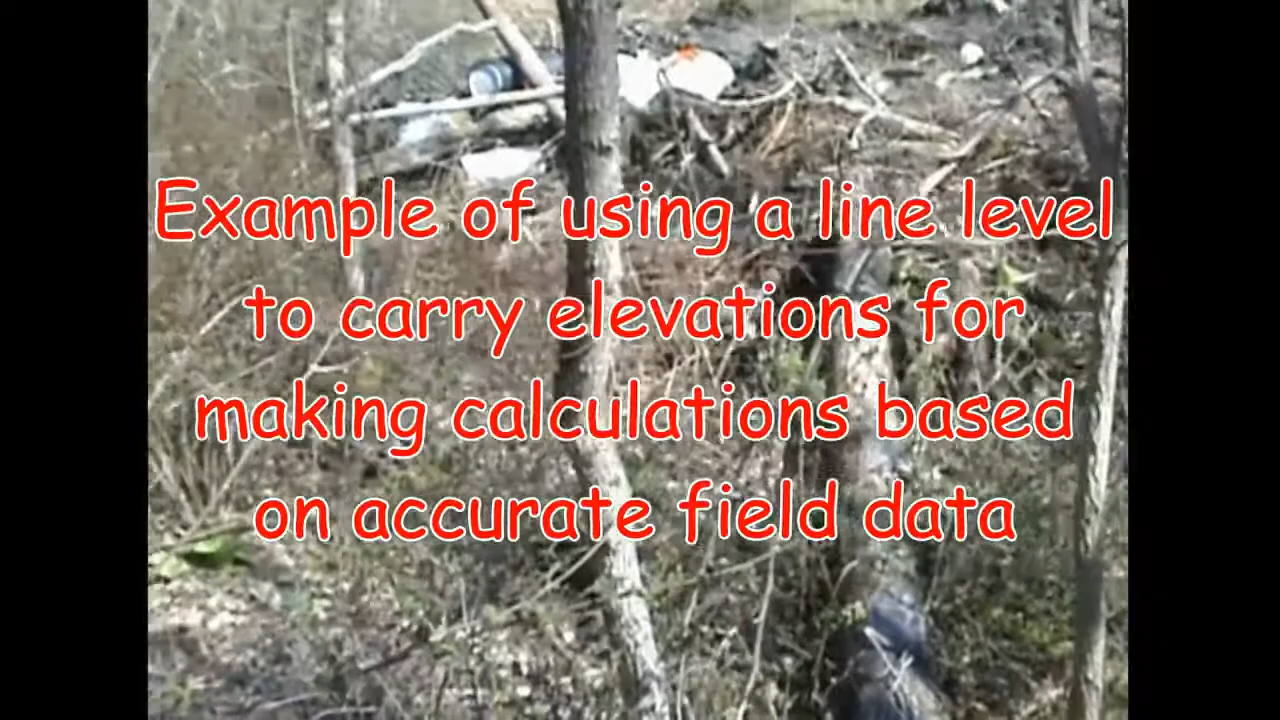 Example of using a line level
to carry elevations for
making calculations based
on accurate field data